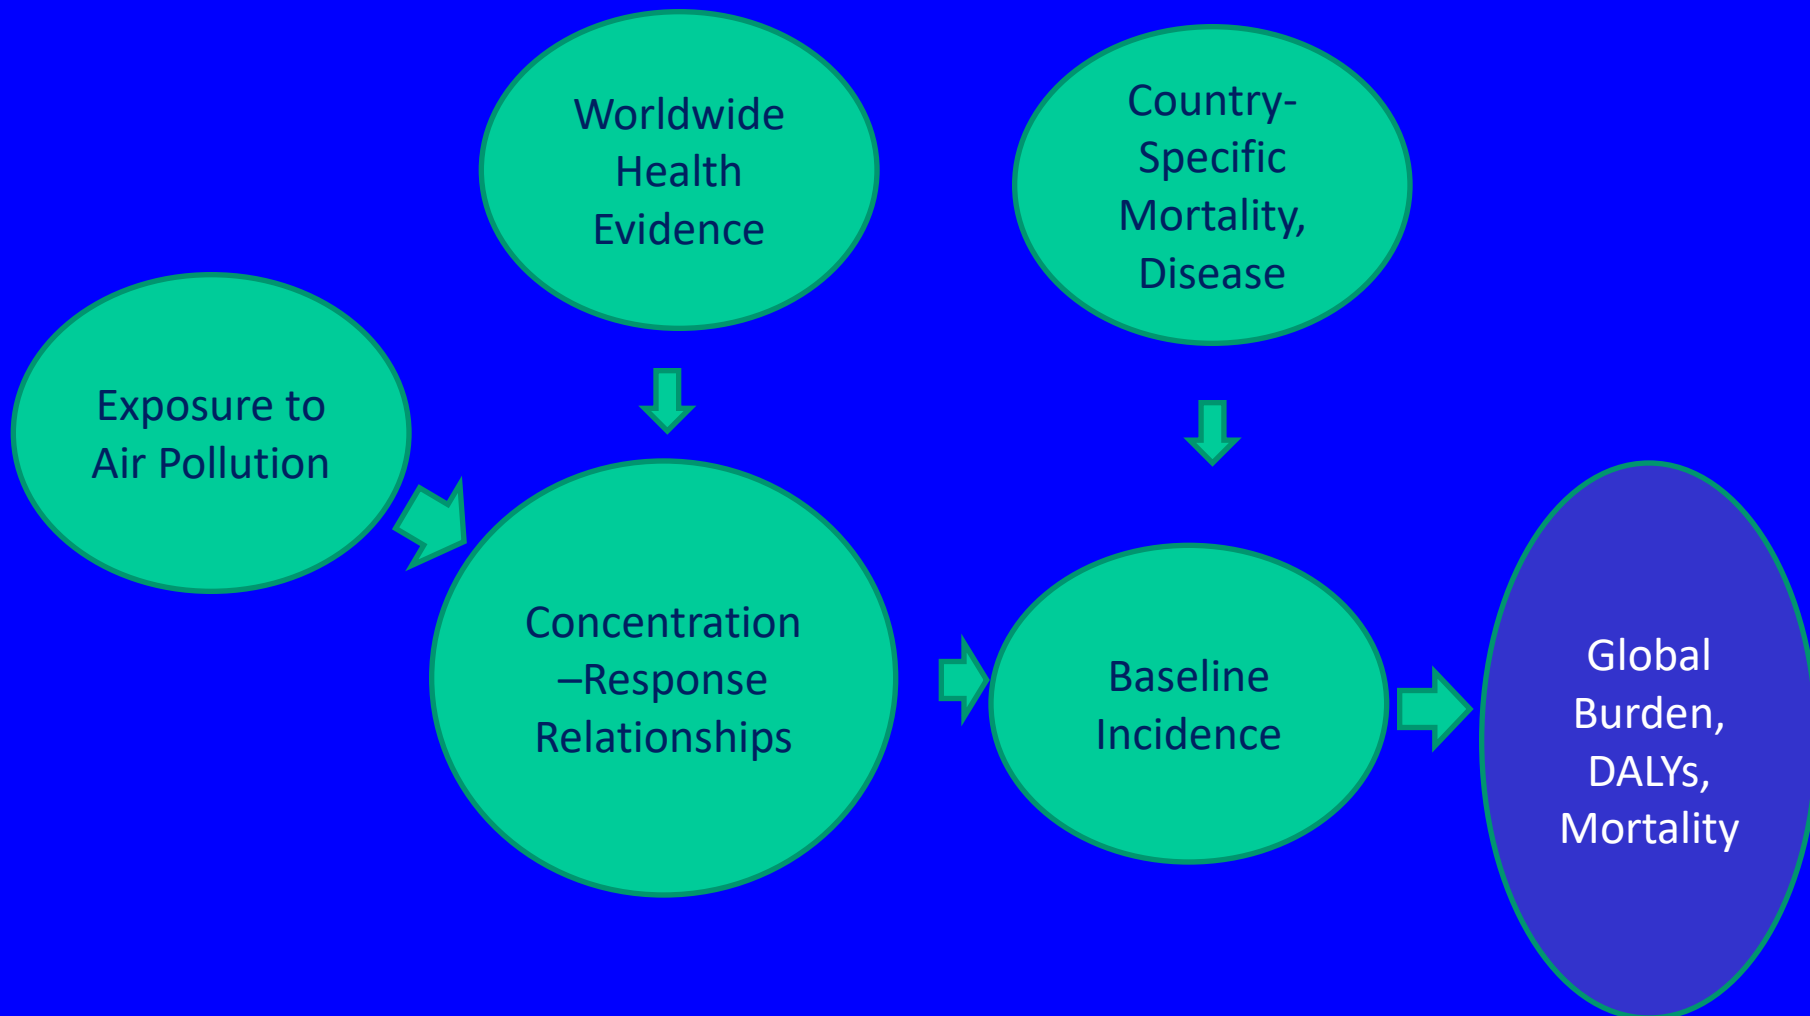 Worldwide
Health
Evidence
Country-
Specific
Mortality,
Disease
Exposure to
Air Pollution
Concentration
–Response
Relationships
Baseline
Incidence
Global
Burden,
DALYs,
Mortality